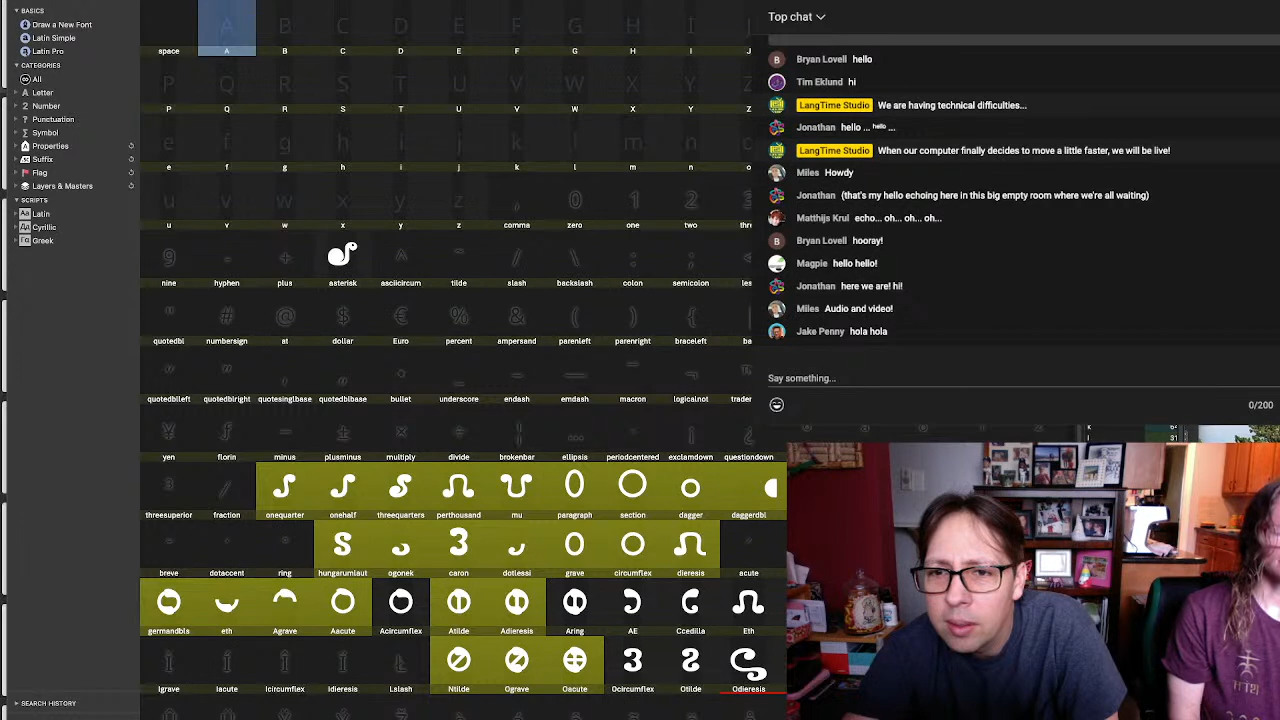 BASICS
Draw a New Font
Latin Simple
Latin Pro
CATEGORIES
All
Letter
Number
Punctuation
Symbol
Properties
Suffix
Flag
Layers & Masters
SCRIPTS
Latin
Cyrillic
Greek
SEARCH HISTORY
A B C D E F G H I J
space A B C D E F G H I J
P Q R S T U V W X Y Z
P Q R S T U V W X Y Z
e f g h i j k l m n o
e f g h i j k l m n o
u v w x y z , 0 1 2 3
u v w x y z comma zero one two
9 - + ^ ~ / \ : ; <
nine hyphen plus asterisk asciicircum tilde slash backslash colon semicolon
" # @ $ € % & ( ) {
quotedbl numbersign at dollar Euro percent ampersand parenleft parenright braceleft
quotedblleft quotedblright quotesinglbase quotedblbase bullet underscore endash emdash macron logicalnot
¥ ƒ − ± × ÷ ¦ … · ¡ ¿
yen florin minus plusminus multiply divide brokenbar ellipsis periodcentered exclamdown questiondown
threesuperior fraction onequarter onehalf threequarters perthousand mu paragraph section dagger daggerdbl
breve dotaccent ring hungarumlaut ogonek caron dotlessi grave circumflex dieresis acute
germandbls eth Agrave Aacute Acircumflex Atilde Adieresis Aring AE Ccedilla Eth
Igrave Iacute Icircumflex Idieresis Lslash Ntilde Ograve Oacute Ocircumflex Otilde Odieresis
Top chat
B Bryan Lovell hello
Tim Eklund hi
LangTime Studio We are having technical difficulties...
Jonathan hello ... hello ...
LangTime Studio When our computer finally decides to move a little faster, we will be live!
Miles Howdy
Jonathan (that's my hello echoing here in this big empty room where we're all waiting)
Matthijs Krul echo... oh... oh... oh...
B Bryan Lovell hooray!
Magpie hello hello!
Jonathan here we are! hi!
Miles Audio and video!
Jake Penny hola hola
Say something...
0/200